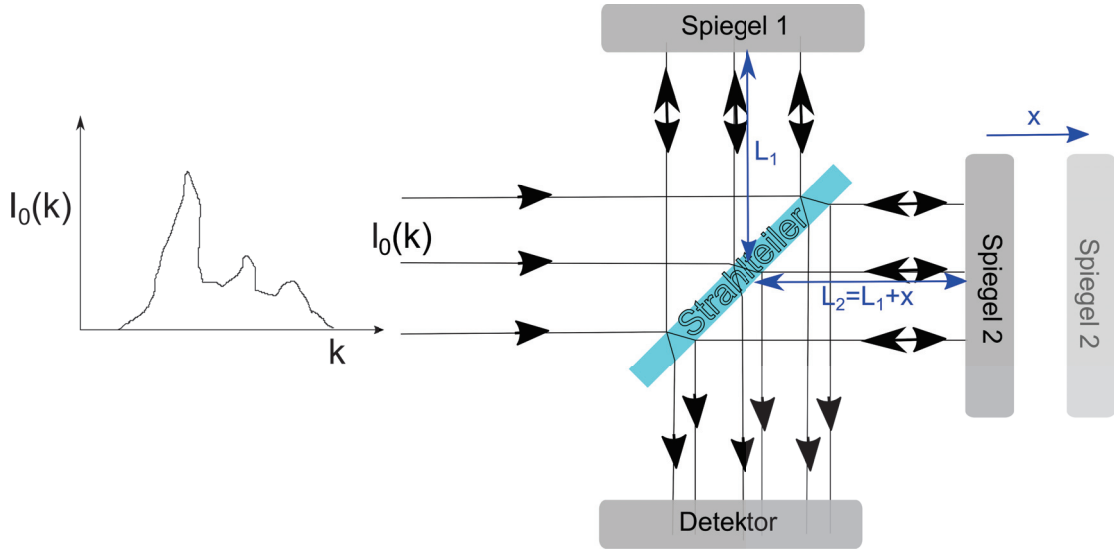 Spiegel 1
x
L₁
I₀(k)
I₀(k)
Strahlteiler
L₂=L₁+x
Spiegel 2
Spiegel 2
k
Detektor